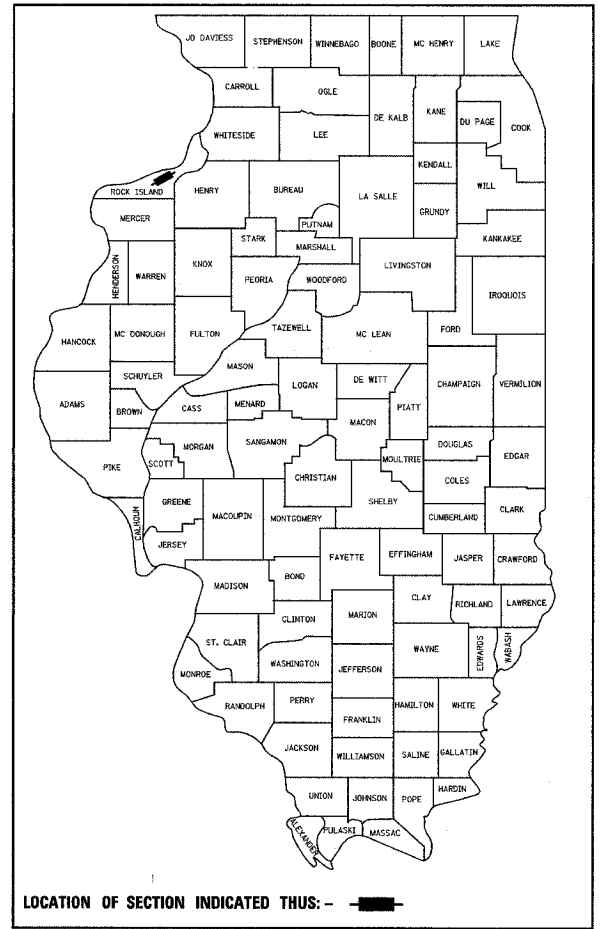 JO DAVIESS
STEPHENSON
WINNEBAGO
BOONE
MC HENRY
LAKE
CARROLL
OGLE
DE KALB
KANE
DU PAGE
COOK
WHITESIDE
LEE
KENDALL
WILL
ROCK ISLAND
HENRY
BUREAU
LA SALLE
GRUNDY
MERCER
PUTNAM
STARK
MARSHALL
KANKAKEE
HENDERSON
WARREN
KNOX
PEORIA
WOODFORD
LIVINGSTON
IROQUOIS
HANCOCK
MC DONOUGH
FULTON
TAZEWELL
MC LEAN
FORD
MASON
SCHUYLER
LOGAN
DE WITT
CHAMPAIGN
VERMILION
ADAMS
BROWN
CASS
MENARD
PIATT
MACON
MORGAN
SANGAMON
DOUGLAS
EDGAR
PIKE
SCOTT
MOULTRIE
CHRISTIAN
COLES
GREENE
MACOUPIN
SHELBY
CLARK
CALHOUN
MONTGOMERY
CUMBERLAND
JERSEY
FAYETTE
EFFINGHAM
JASPER
CRAWFORD
MADISON
BOND
CLAY
RICHLAND
LAWRENCE
CLINTON
MARION
ST. CLAIR
WAYNE
EDWARDS
WABASH
WASHINGTON
JEFFERSON
MONROE
RANDOLPH
PERRY
HAMILTON
WHITE
FRANKLIN
JACKSON
WILLIAMSON
SALINE
GALLATIN
UNION
JOHNSON
POPE
HARDIN
ALEXANDER
PULASKI
MASSAC
LOCATION OF SECTION INDICATED THUS: -